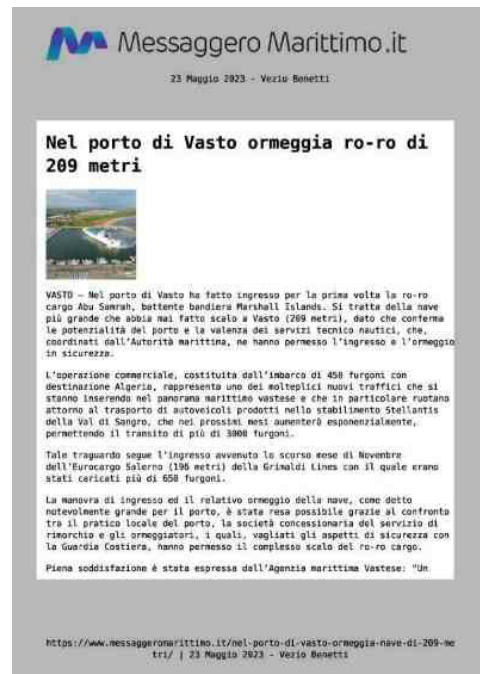 Messaggero Marittimo.it
23 Maggio 2023 - Vezio Benetti
Nel porto di Vasto ormeggia ro-ro di
209 metri
VASTO – Nel porto di Vasto ha fatto ingresso per la prima volta la ro-ro
cargo Abu Samrah, battente bandiera Marshall Islands. Si tratta della nave
più grande che abbia mai fatto scalo a Vasto (209 metri), dato che conferma
le potenzialità del porto e la valenza dei servizi tecnico nautici, che,
coordinati dall'Autorità marittima, ne hanno permesso l'ingresso e l'ormeggio
in sicurezza.
L'operazione commerciale, costituita dall'imbarco di 450 furgoni con
destinazione Algeria, rappresenta uno dei molteplici nuovi traffici che si
stanno inserendo nel panorama marittimo vastese e che in particolare ruotano
attorno al trasporto di autoveicoli prodotti nello stabilimento Stellantis
della Val di Sangro, che nei prossimi mesi aumenterà esponenzialmente,
permettendo il transito di più di 3000 furgoni.
Tale traguardo segue l'ingresso avvenuto lo scorso mese di Novembre
dell'Eurocargo Salerno (196 metri) della Grimaldi Lines con il quale erano
stati caricati più di 650 furgoni.
La manovra di ingresso ed il relativo ormeggio della nave, come detto
notevolmente grande per il porto, è stata resa possibile grazie al confronto
tra il pratico locale del porto, la società concessionaria del servizio di
rimorchio e gli ormeggiatori, i quali, vagliati gli aspetti di sicurezza con
la Guardia Costiera, hanno permesso il complesso scalo del ro-ro cargo.
Piena soddisfazione è stata espressa dall'Agenzia marittima Vastese: "Un
https://www.messaggeromarittimo.it/nel-porto-di-vasto-ormeggia-nave-di-209-me
tri/ | 23 Maggio 2023 - Vezio Benetti